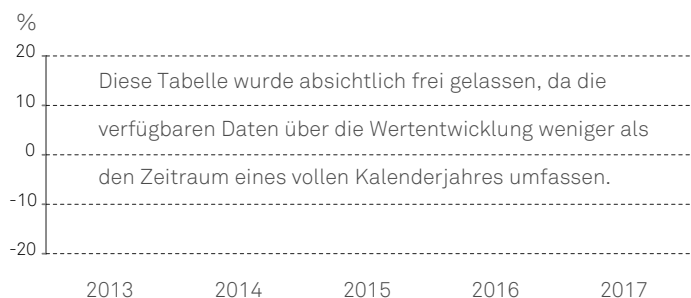 %
20
Diese Tabelle wurde absichtlich frei gelassen, da die
10
verfügbaren Daten über die Wertentwicklung weniger als
0
den Zeitraum eines vollen Kalenderjahres umfassen.
-10
-20
2013 2014 2015 2016 2017